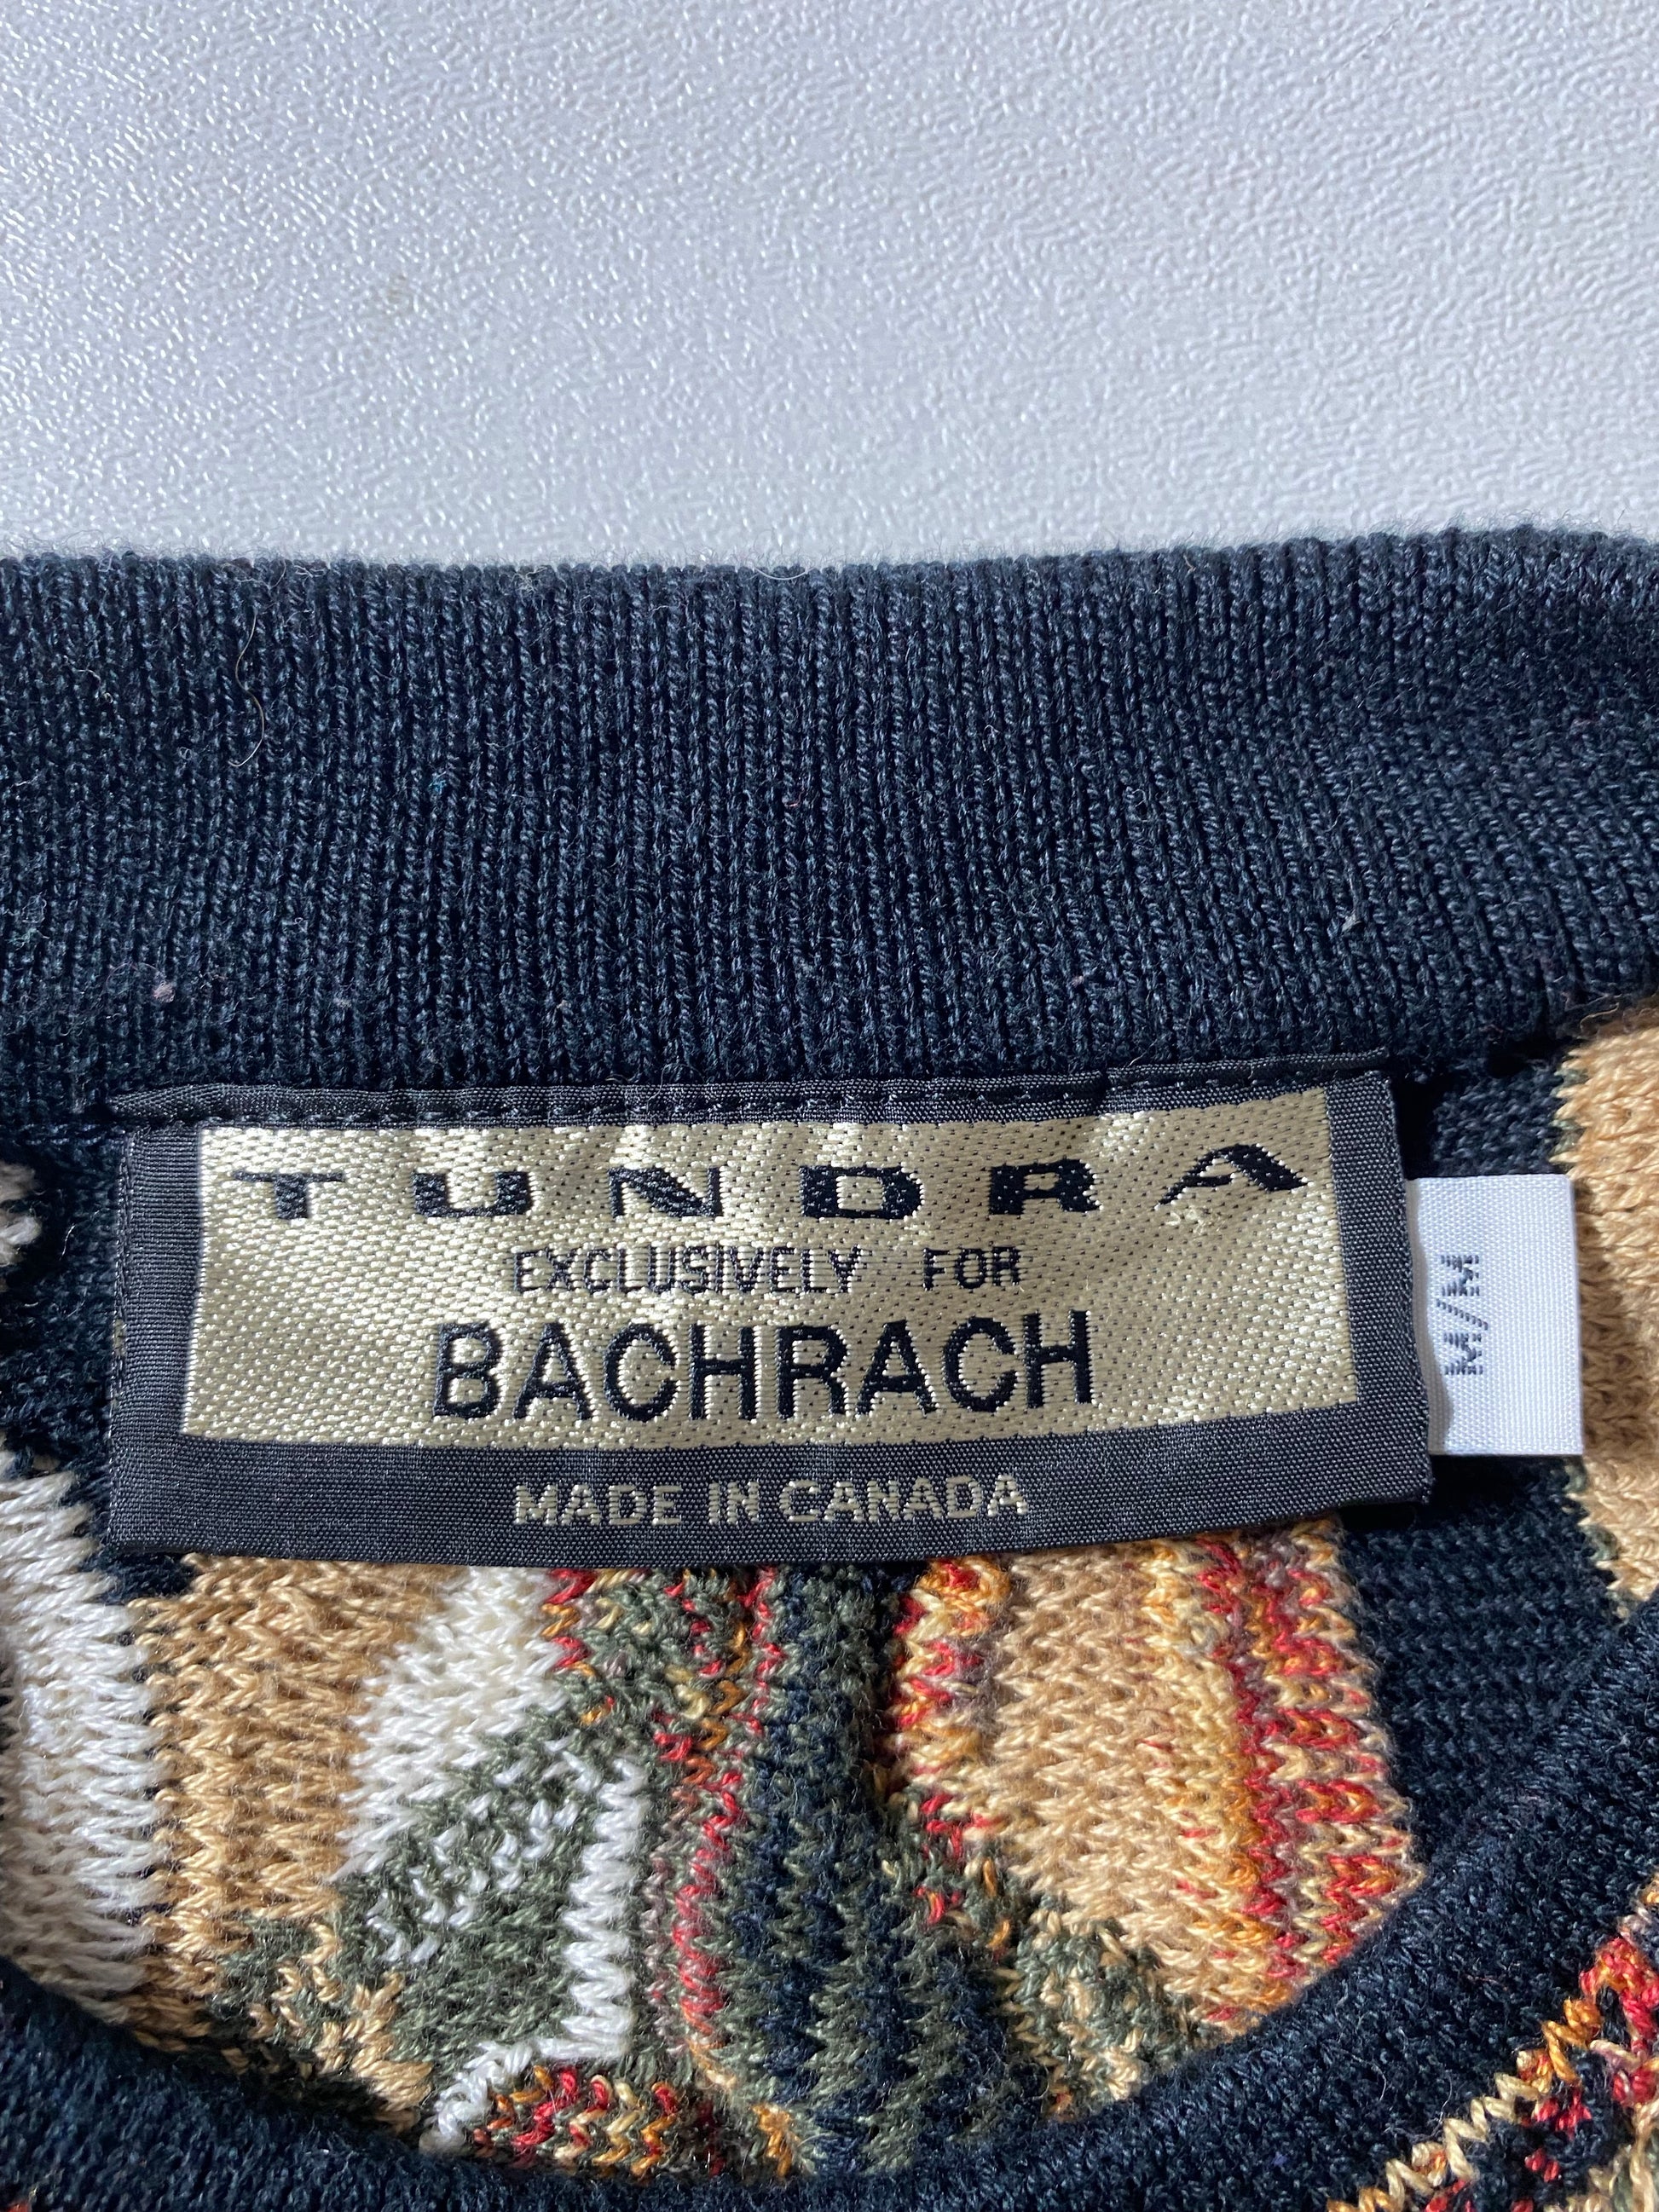 TUNDRA
EXCLUSIVELY FOR
BACHRACH
MADE IN CANADA
M/M